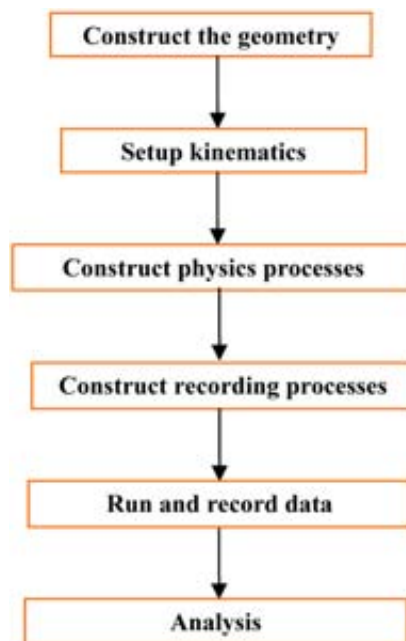 Construct the geometry
Setup kinematics
Construct physics processes
Construct recording processes
Run and record data
Analysis